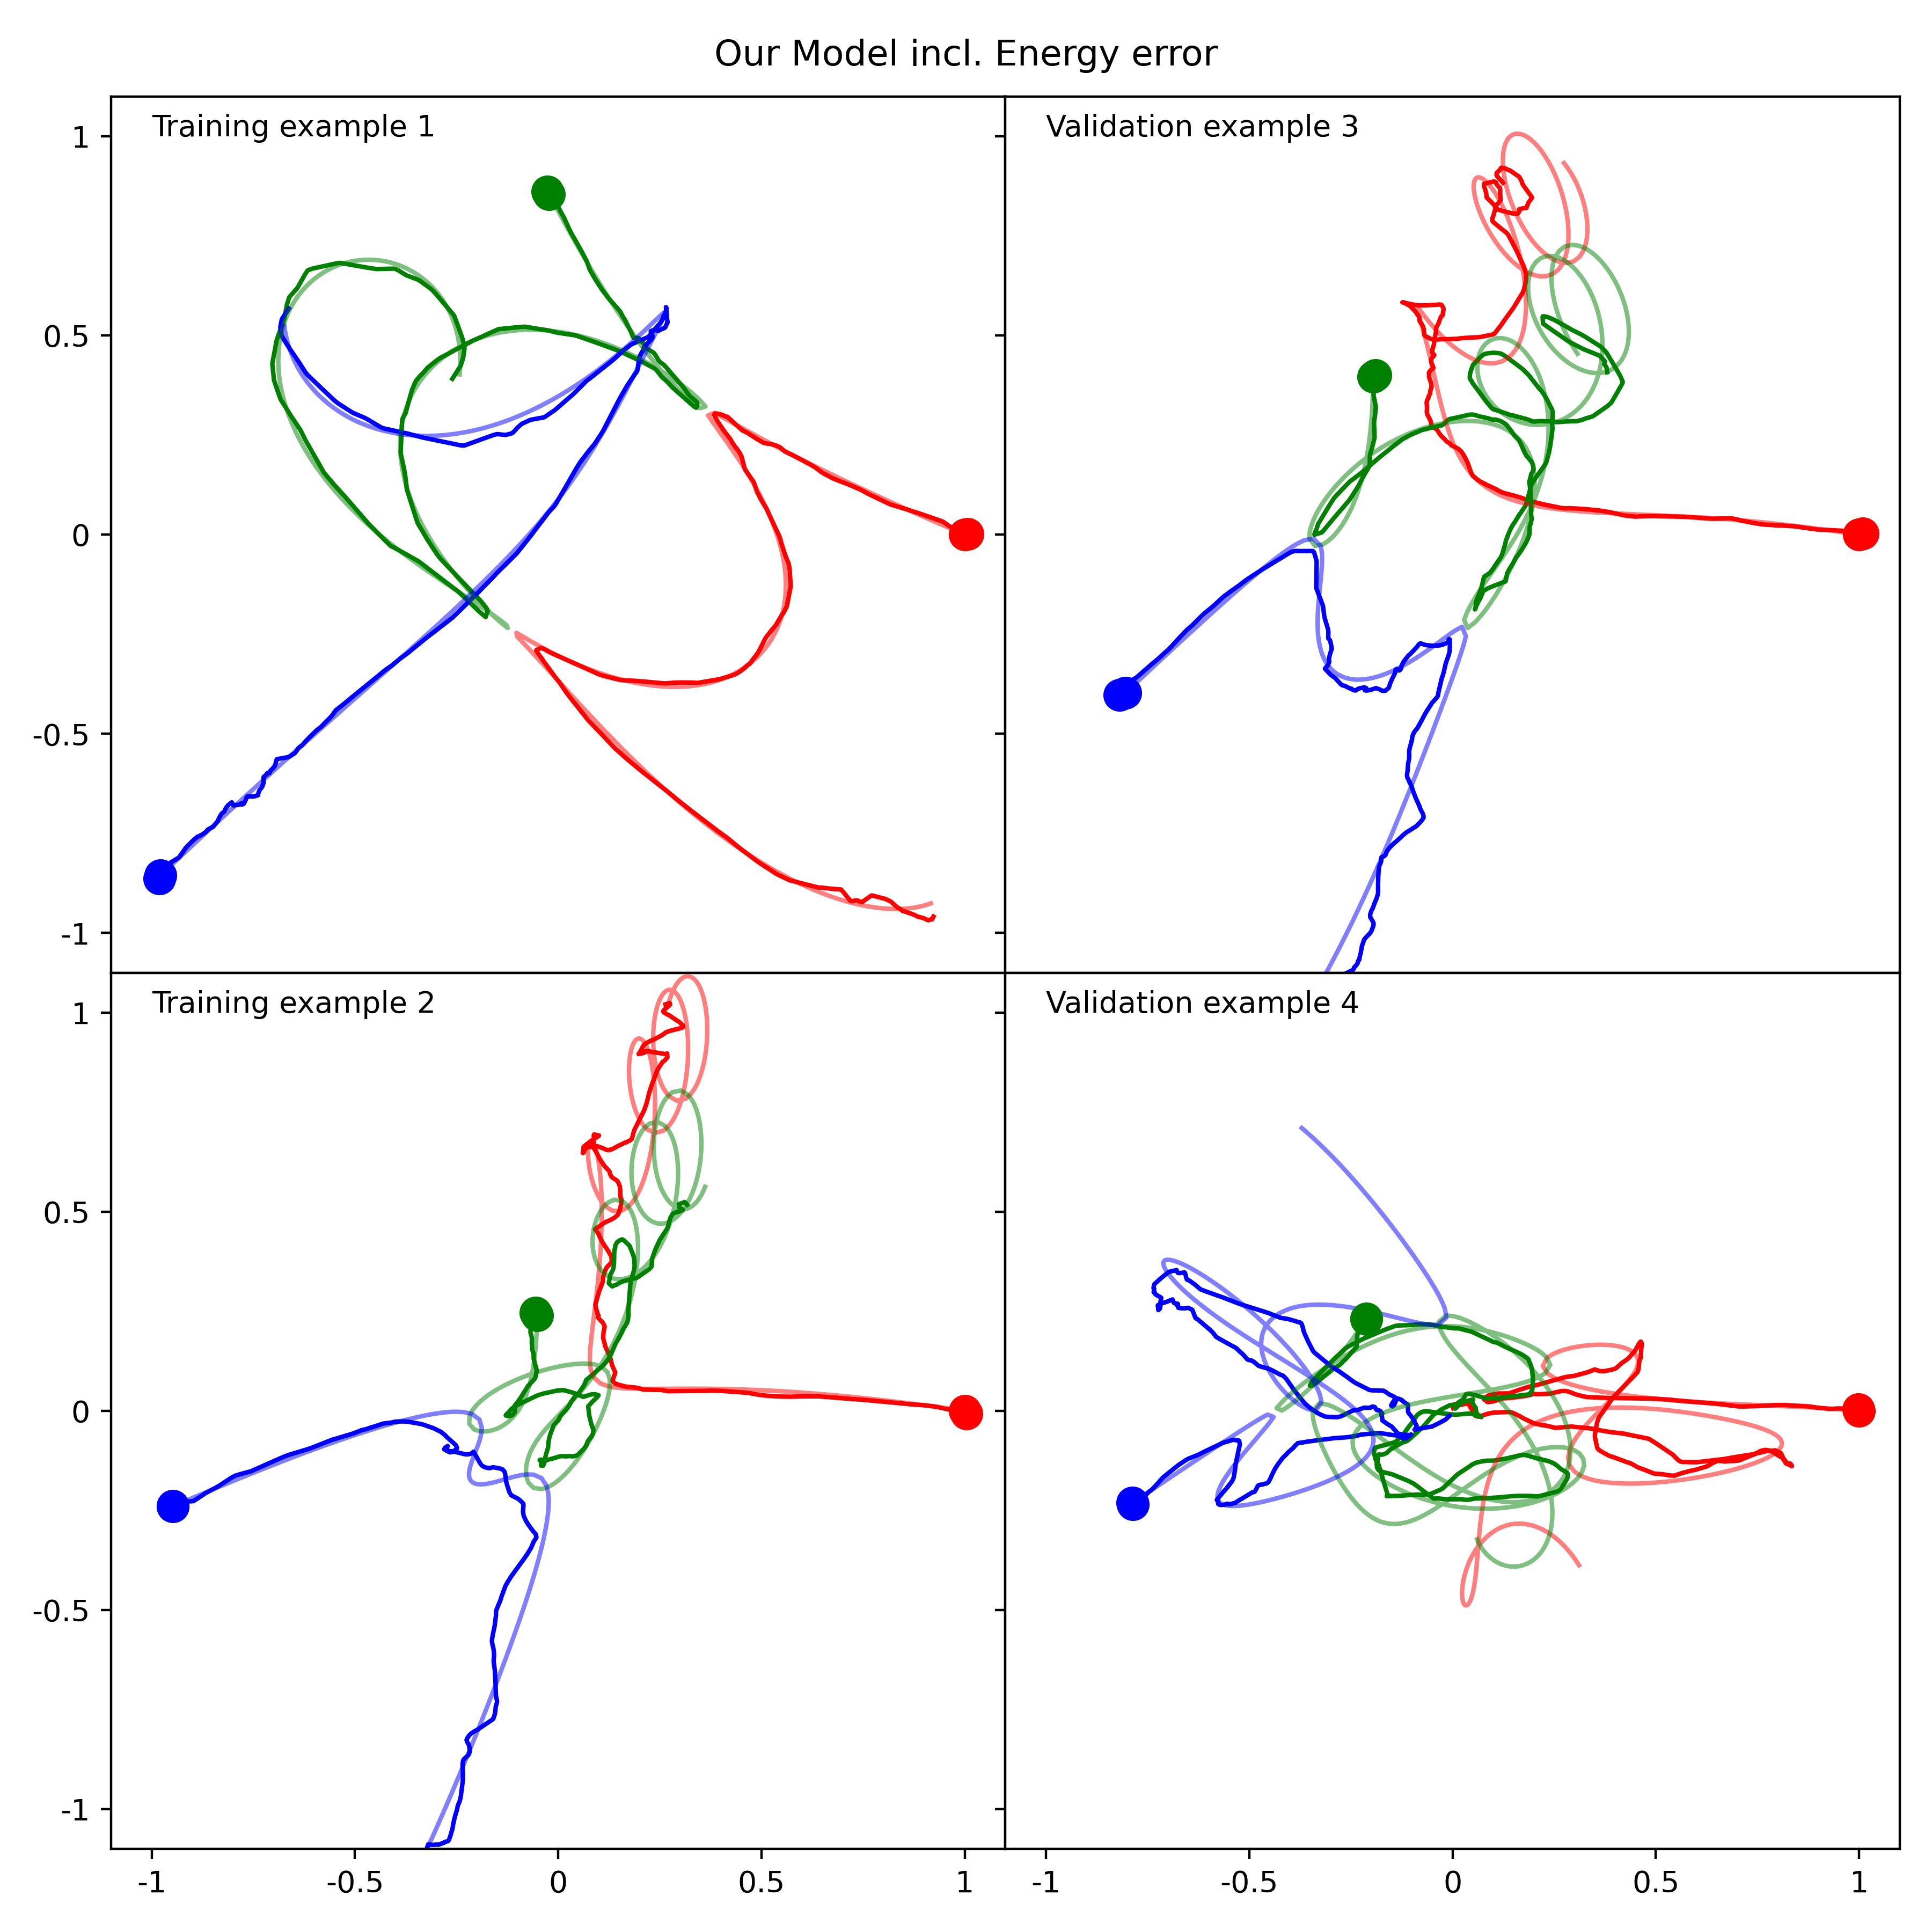 Our Model incl. Energy error
Training example 1
Validation example 3
1
0.5
0
-0.5
-1
Training example 2
Validation example 4
1
0.5
0
-0.5
-1
-1 -0.5 0 0.5 1 -1 -0.5 0 0.5 1